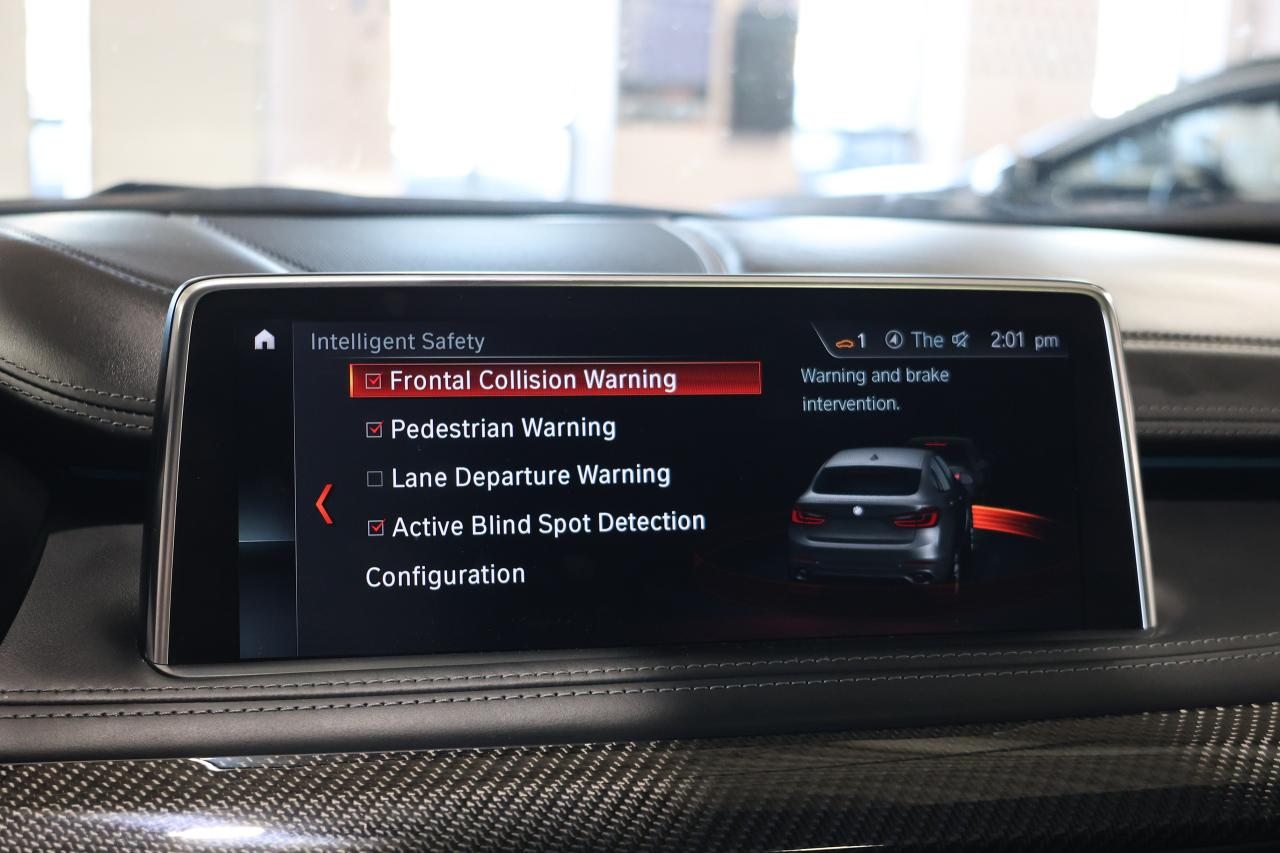 Intelligent Safety
1 The 2:01 pm
Frontal Collision Warning
Pedestrian Warning
Lane Departure Warning
Active Blind Spot Detection
Configuration
Warning and brake
intervention.